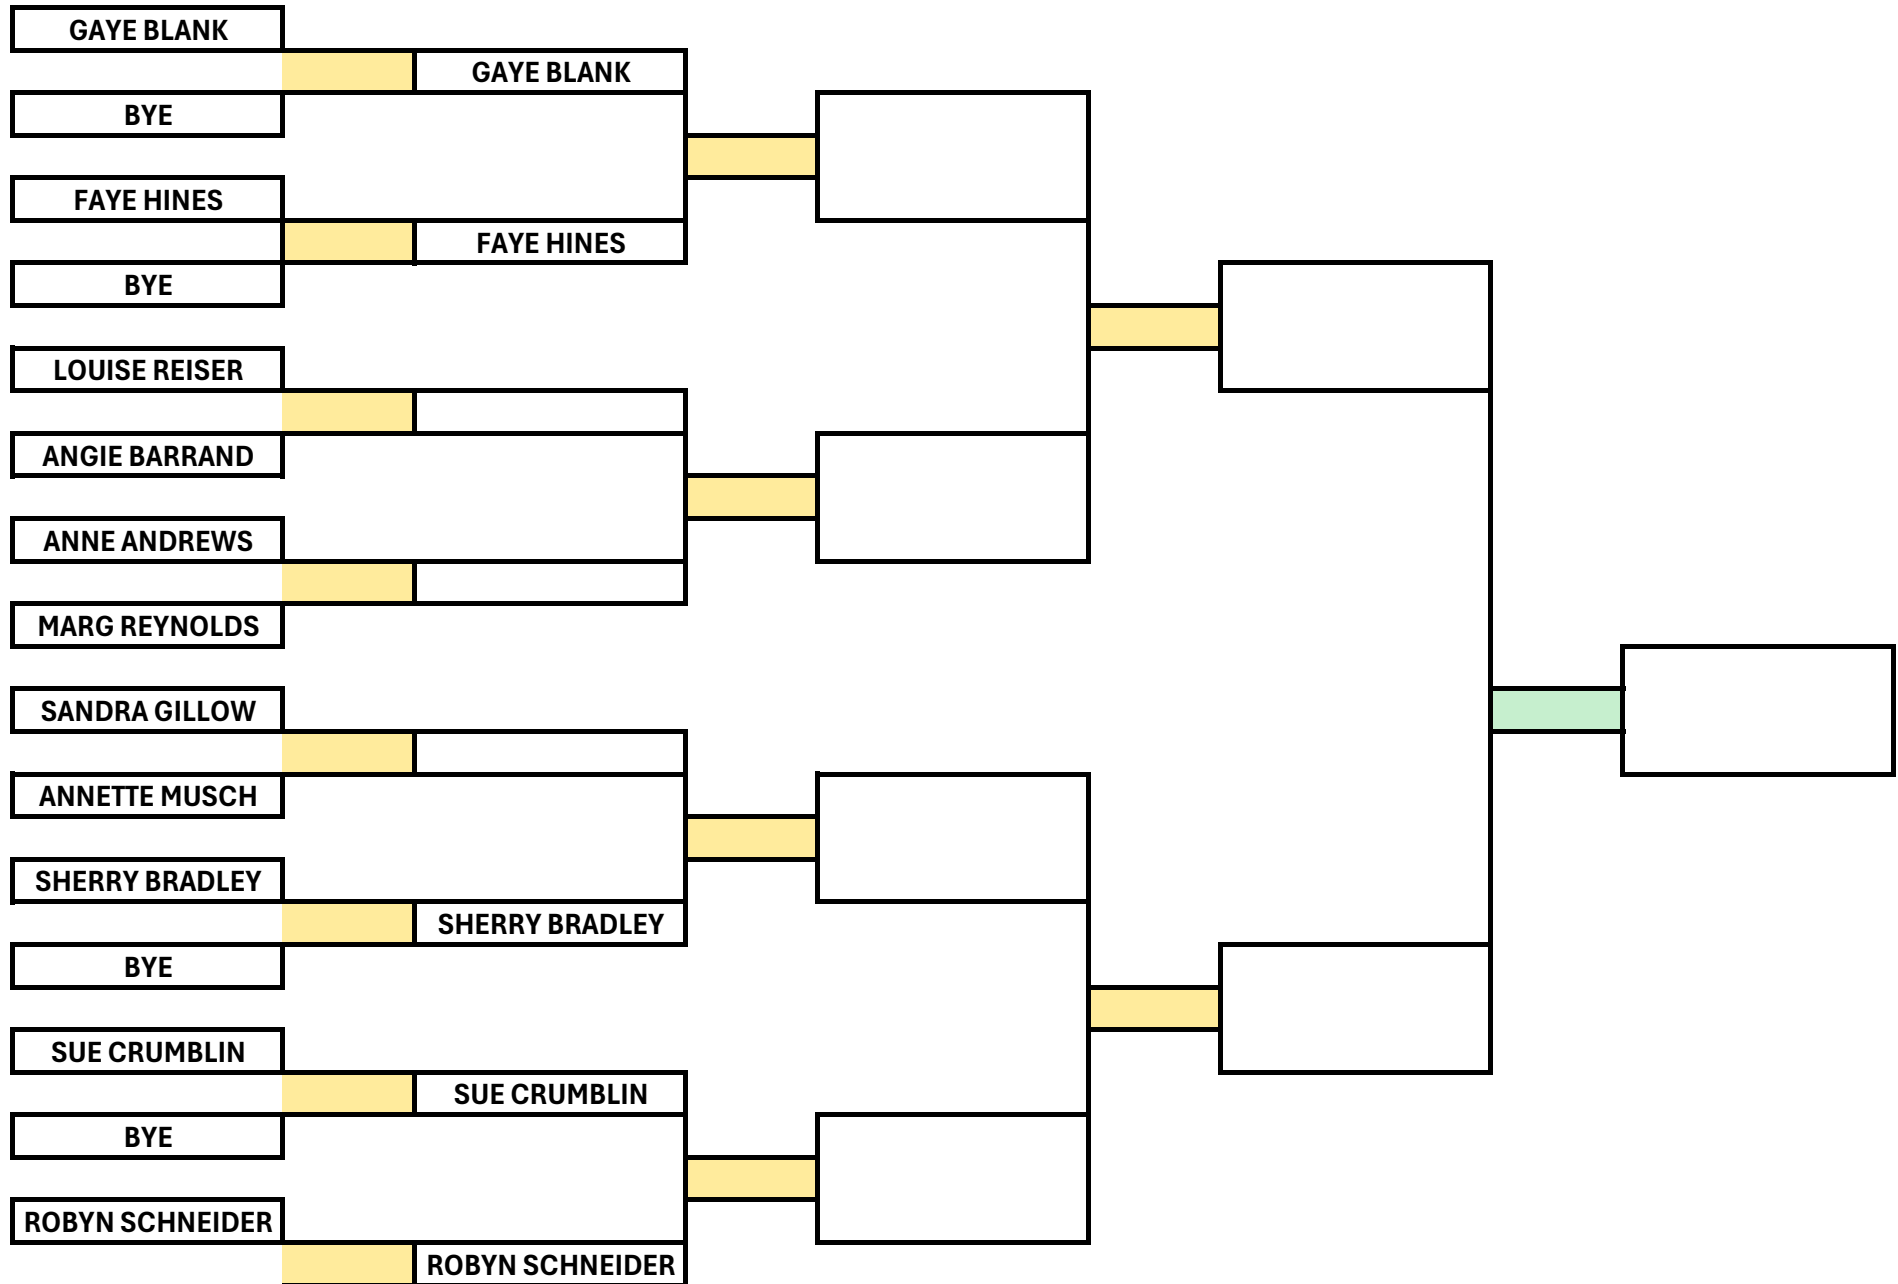 GAYE BLANK
GAYE BLANK
BYE
FAYE HINES
FAYE HINES
BYE
LOUISE REISER
ANGIE BARRAND
ANNE ANDREWS
MARG REYNOLDS
SANDRA GILLOW
ANNETTE MUSCH
SHERRY BRADLEY
SHERRY BRADLEY
BYE
SUE CRUMBLIN
SUE CRUMBLIN
BYE
ROBYN SCHNEIDER
ROBYN SCHNEIDER